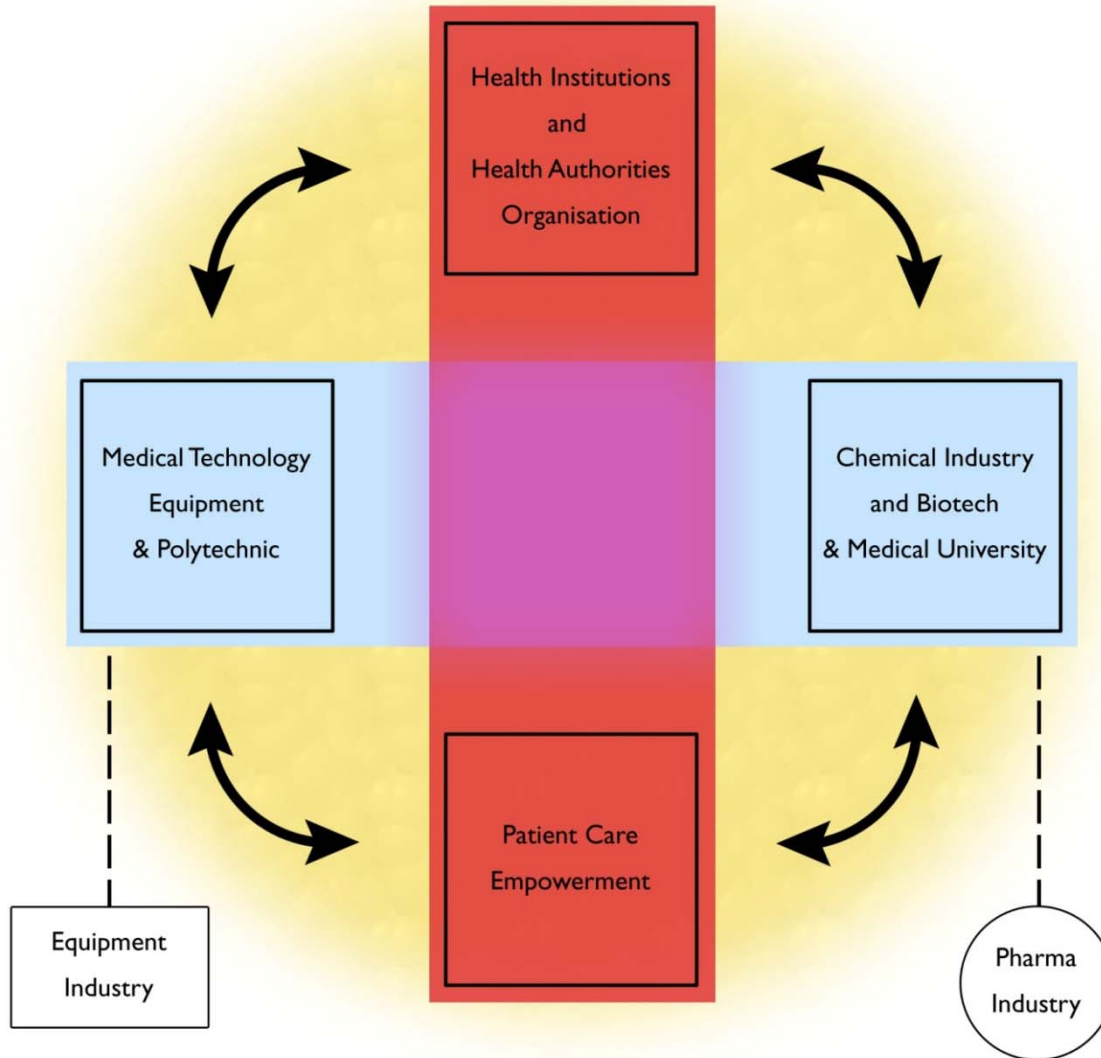 Health Institutions
and
Health Authorities
Organisation
Medical Technology
Equipment
& Polytechnic
Chemical Industry
and Biotech
& Medical University
Patient Care
Empowerment
Equipment
Industry
Pharma
Industry